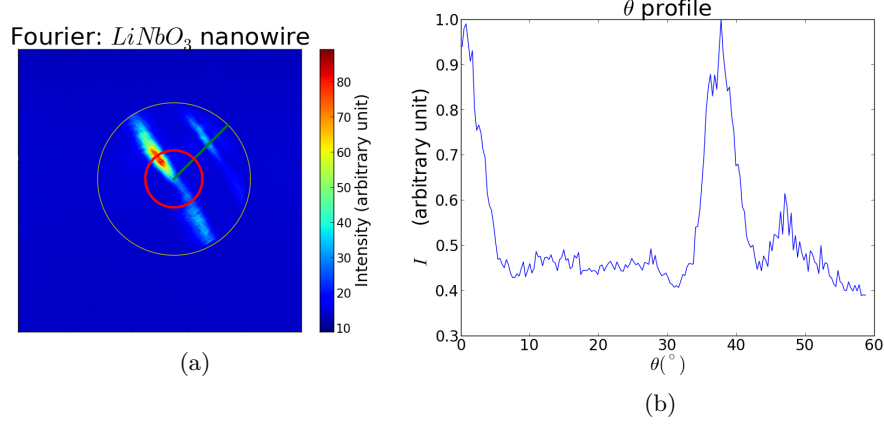 Fourier: LiNbO₃ nanowire
80
70
60
50
40
30
20
10
Intensity (arbitrary unit)
(a)
θ profile
1.0
0.9
0.8
0.7
0.6
0.5
0.4
0.3
I (arbitrary unit)
0 10 20 30 40 50 60
θ(°)
(b)